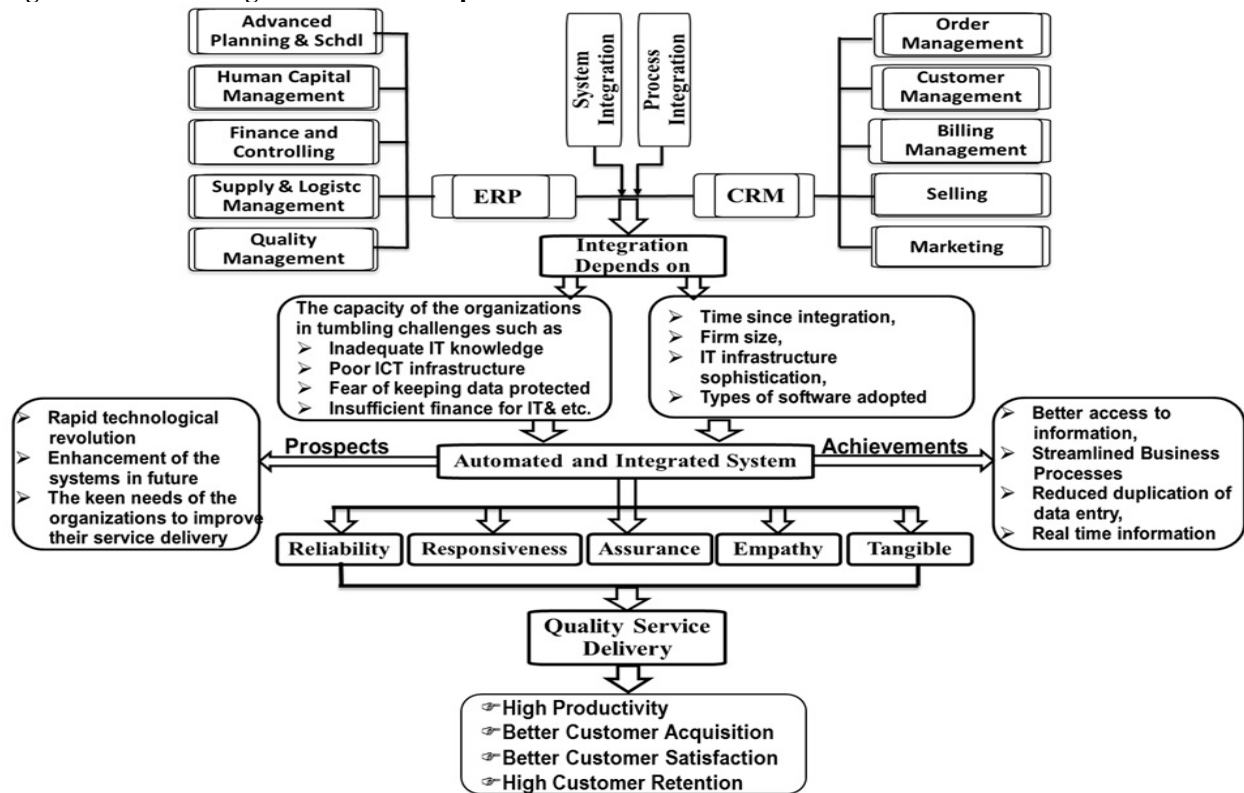 Advanced
Planning & Schdl
Human Capital
Management
Finance and
Controlling
Supply & Logistc
Management
Quality
Management
ERP
System
Integration
Process
Integration
CRM
Order
Management
Customer
Management
Billing
Management
Selling
Marketing
Integration
Depends on
The capacity of the organizations
in tumbling challenges such as
➢ Inadequate IT knowledge
➢ Poor ICT infrastructure
➢ Fear of keeping data protected
➢ Insufficient finance for IT& etc.
➢ Time since integration,
➢ Firm size,
➢ IT infrastructure
sophistication,
➢ Types of software adopted
➢ Rapid technological
revolution
➢ Enhancement of the
systems in future
➢ The keen needs of the
organizations to improve
their service delivery
Prospects
Automated and Integrated System
Achievements
➢ Better access to
information,
➢ Streamlined Business
Processes
➢ Reduced duplication of
data entry,
➢ Real time information
Reliability
Responsiveness
Assurance
Empathy
Tangible
Quality Service
Delivery
☞High Productivity
☞Better Customer Acquisition
☞Better Customer Satisfaction
☞High Customer Retention